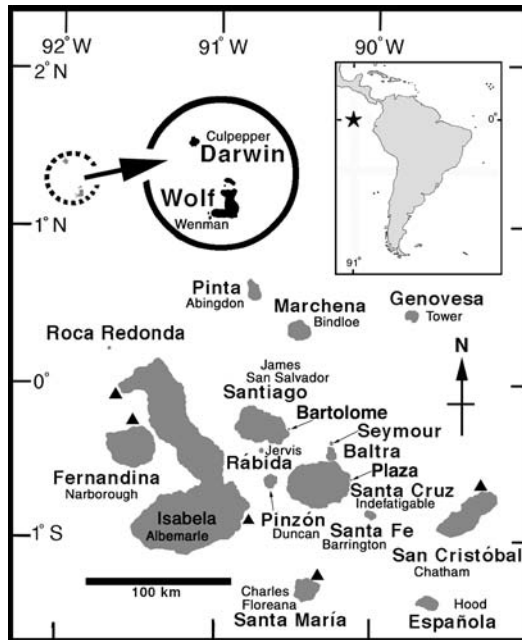 92°W
91°W
90°W
2°N
Culpepper
Darwin
Wolf
Wenman
0°
91°
1°N
Pinta
Abingdon
Marchena
Bindloe
Genovesa
Tower
Roca Redonda
N
0°
James
San Salvador
Santiago
Bartolome
Seymour
Baltra
Jervis
Rábida
Plaza
Fernandina
Narborough
Santa Cruz
Indefatigable
Isabela
Albemarle
Pinzón
Duncan
Santa Fe
Barrington
1°S
San Cristóbal
Chatham
100 km
Charles
Floreana
Santa María
Hood
Española